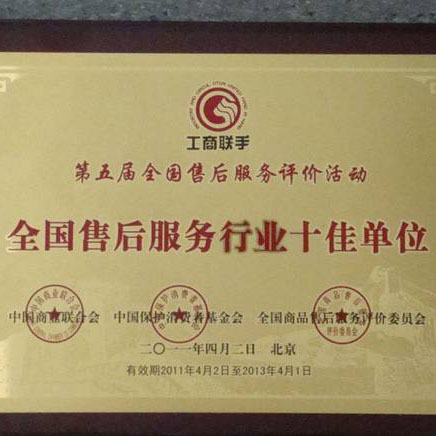 工商联手
第五届全国售后服务评价活动
全国售后服务行业十佳单位
中国商业联合会 中国保护消费者基金会 全国商品售后服务评价委员会
二〇一一年四月二日 北京
有效期2011年4月2日至2013年4月1日